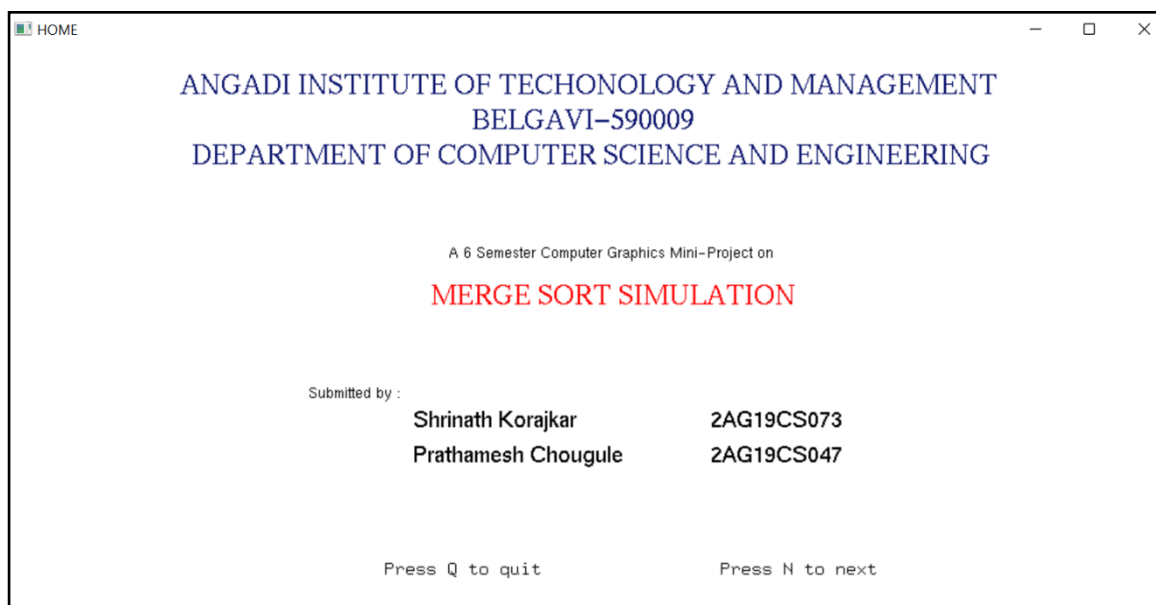 HOME
ANGADI INSTITUTE OF TECHONOLOGY AND MANAGEMENT
BELGAVI-590009
DEPARTMENT OF COMPUTER SCIENCE AND ENGINEERING
A 6 Semester Computer Graphics Mini-Project on
MERGE SORT SIMULATION
Submitted by :
Shrinath Korajkar 2AG19CS073
Prathamesh Chougule 2AG19CS047
Press Q to quit Press N to next